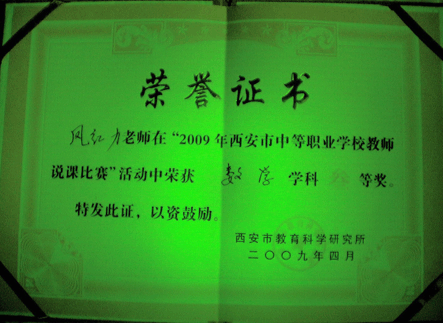 荣誉证书
风红力老师在“2009年西安市中等职业学校教师
说课比赛”活动中荣获 数学 学科 等奖。
特发此证，以资鼓励。
西安市教育科学研究所
二〇〇九年四月